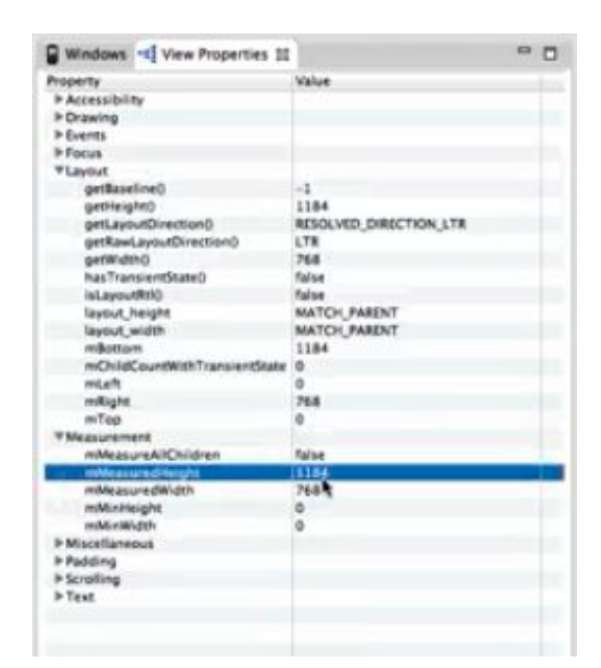 Windows View Properties
Property Value
Accessibility
Drawing
Events
Focus
Layout
getBaseline() -1
getHeight() 1184
getLayoutDirection() RESOLVED_DIRECTION_LTR
getRawLayoutDirection() LTR
getWidth() 768
hasTransientState() false
isLayoutRtl() false
layout_height MATCH_PARENT
layout_width MATCH_PARENT
mBottom 1184
mChildCountWithTransientState 0
mLeft 0
mRight 768
mTop 0
Measurement
mMeasureAllChildren false
mMeasuredHeight 1184
mMeasuredWidth 768
mMinHeight 0
mMinWidth 0
Miscellaneous
Padding
Scrolling
Text